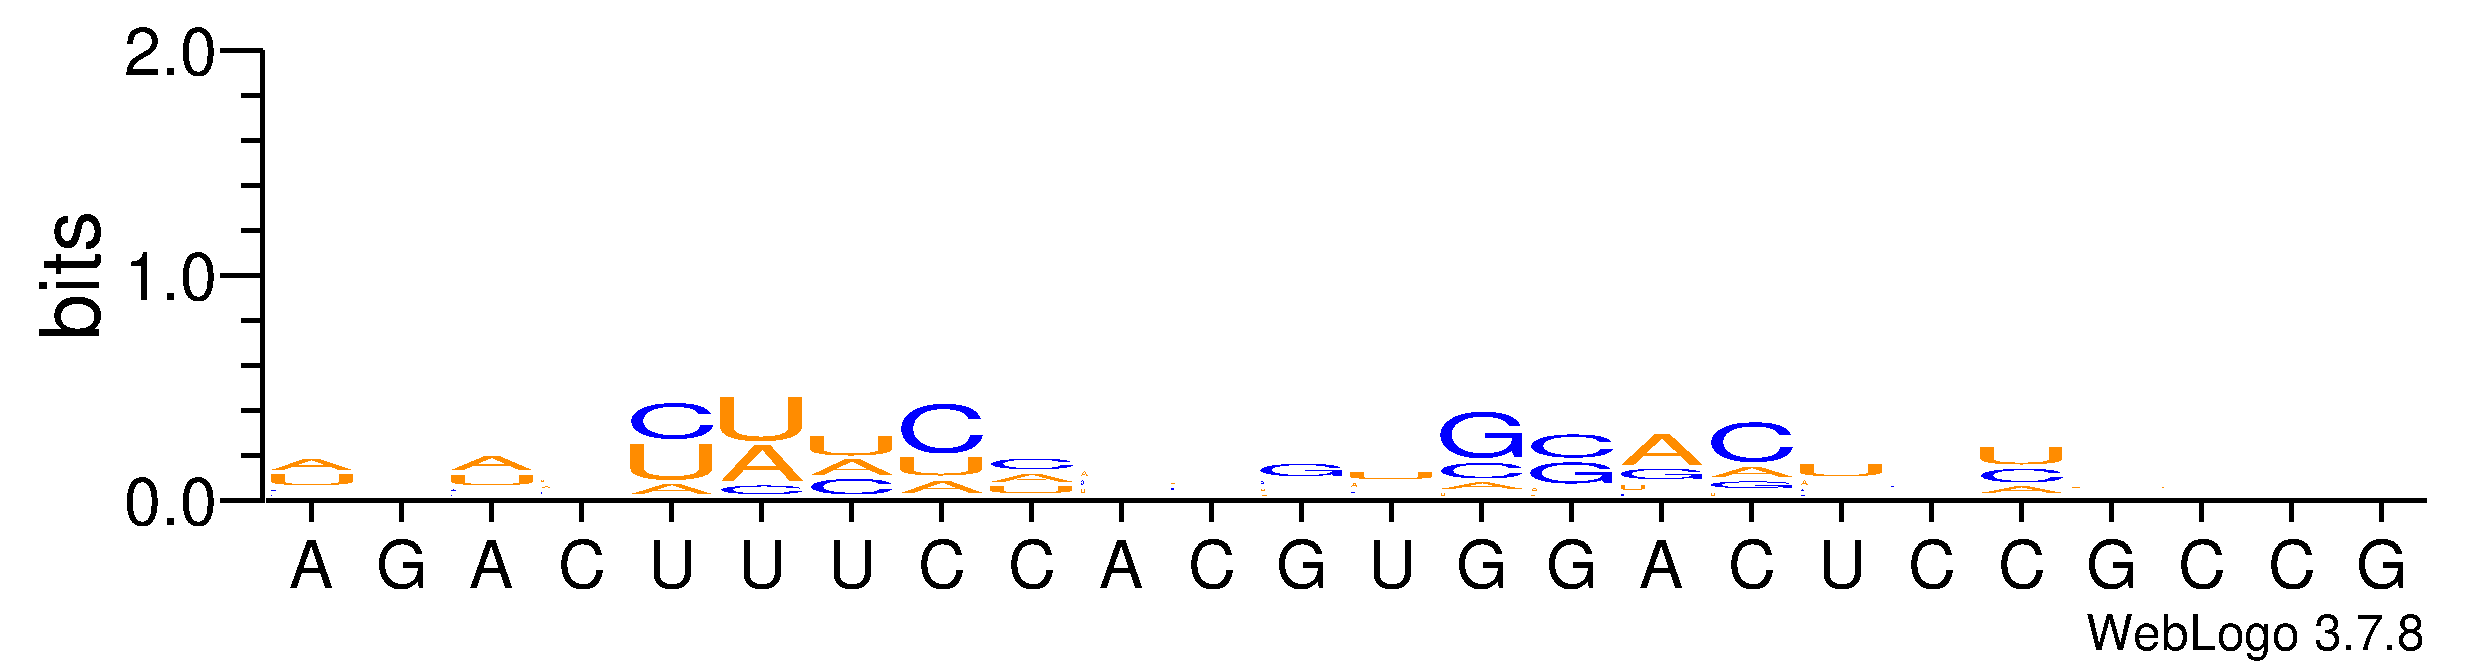 2.0
bits
1.0
0.0
C U U C G C A C U
A A U A C U A C A G U G C G G A U C A G A G U C A
A G A C U U U C C A C G U G G A C U C C G C C G
WebLogo 3.7.8